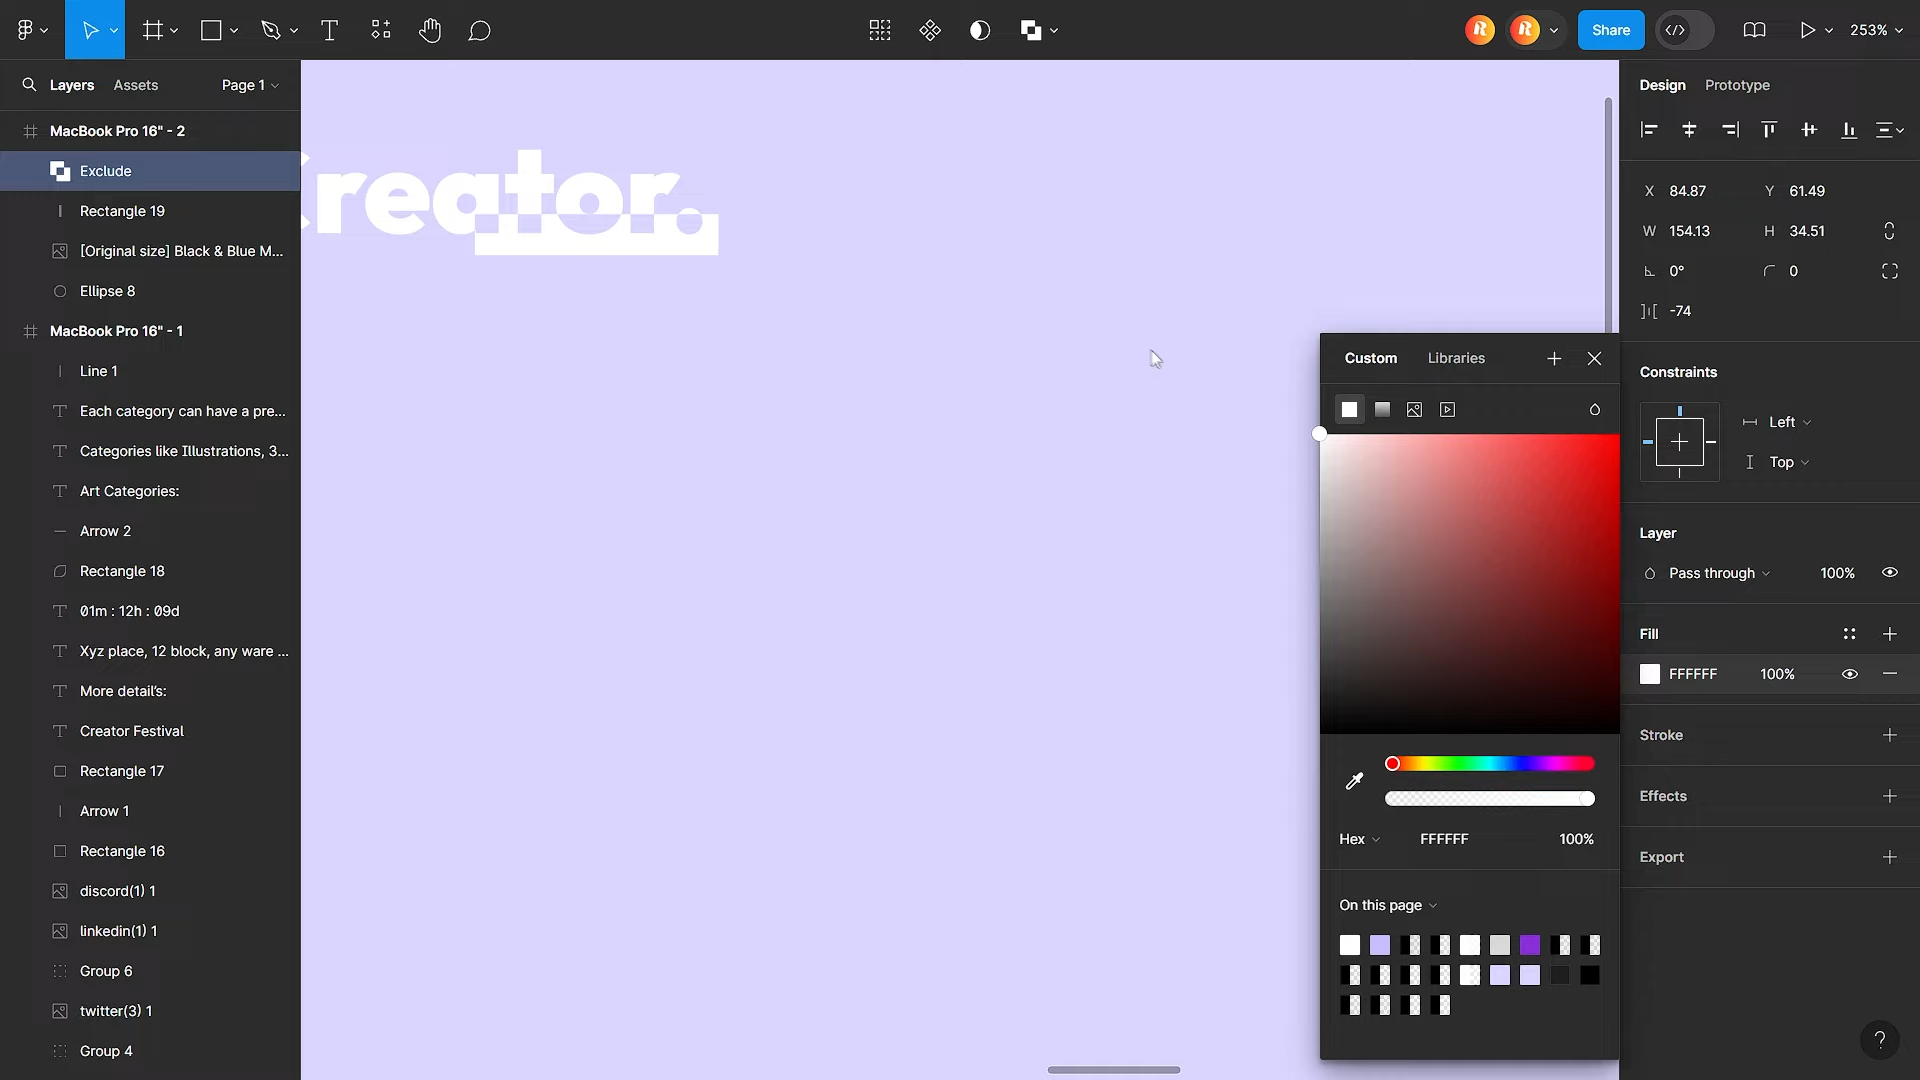 Share
253%
Layers
Assets
Page 1
MacBook Pro 16" - 2
Exclude
Rectangle 19
[Original size] Black & Blue M...
Ellipse 8
MacBook Pro 16" - 1
Line 1
Each category can have a pre...
Categories like Illustrations, 3...
Art Categories:
Arrow 2
Rectangle 18
01m : 12h : 09d
Xyz place, 12 block, any ware ...
More detail's:
Creator Festival
Rectangle 17
Arrow 1
Rectangle 16
discord(1) 1
linkedin(1) 1
Group 6
twitter(3) 1
Group 4
Creator.
Custom
Libraries
Hex
FFFFFF
100%
On this page
Design
Prototype
X 84.87
Y 61.49
W 154.13
H 34.51
0°
0
-74
Constraints
Left
Top
Layer
Pass through
100%
Fill
FFFFFF
100%
Stroke
Effects
Export
?